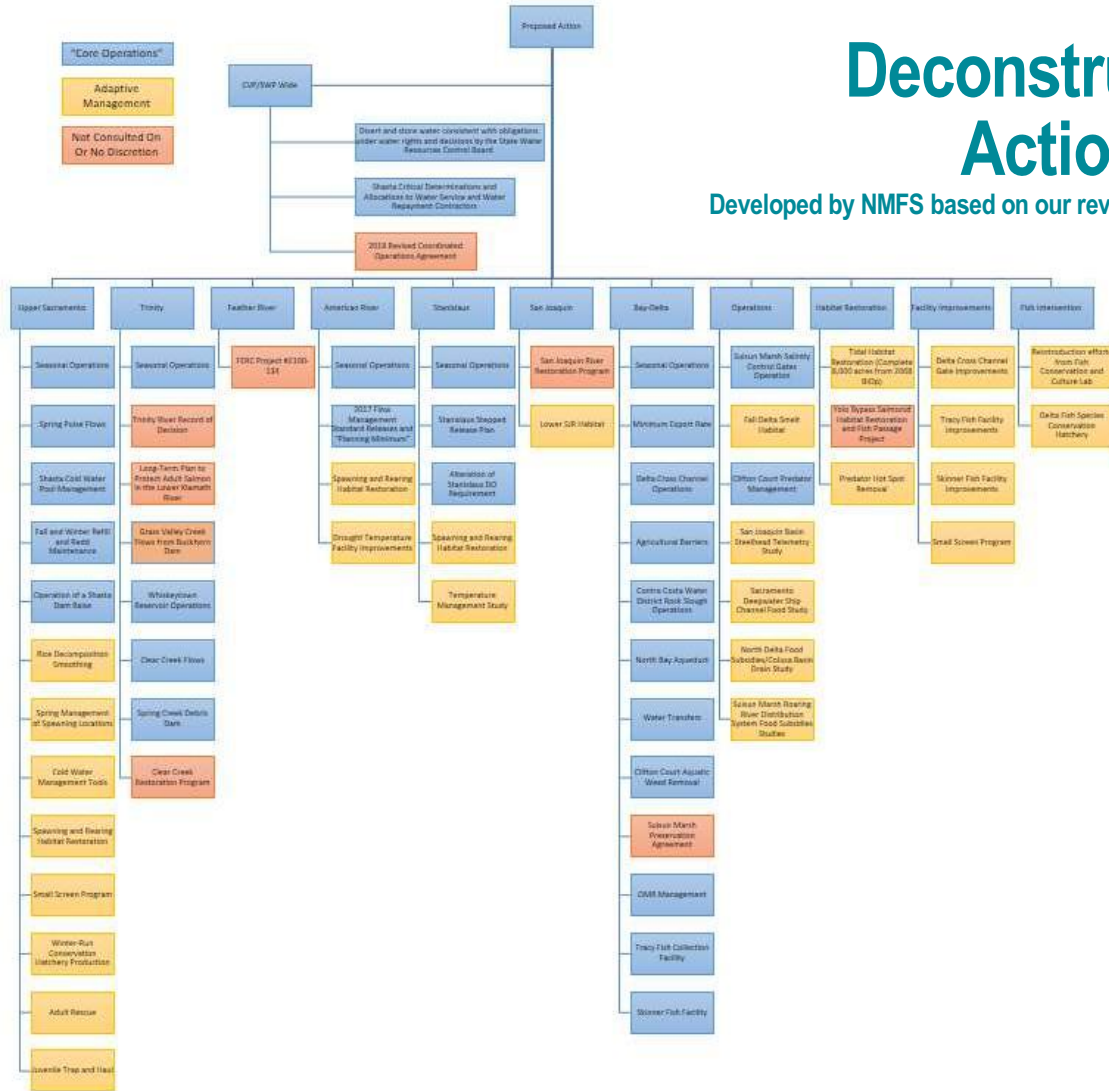 Proposed Action
"Core Operations"
Adaptive
Management
Not Consulted On
Or No Discretion
CVP/SWP Wide
Divert and store water consistent with obligations
under water rights and decisions by the State Water
Resources Control Board
Shasta Critical Determinations and
Allocations to Water Service and Water
Repayment Contractors
2018 Revised Coordinated
Operations Agreement
Deconstru
Actio
Developed by NMFS based on our rev
Upper Sacramento
Seasonal Operations
Spring Pulse Flows
Shasta Cold Water
Pool Management
Fall and Winter Refill
and Redd
Maintenance
Operation of a Shasta
Dam Raise
Rice Decomposition
Smoothing
Spring Management
of Spawning Locations
Cold Water
Management Tools
Spawning and Rearing
Habitat Restoration
Small Screen Program
Winter-Run
Conservation
Hatchery Production
Adult Rescue
Juvenile Trap and Haul
Trinity
Seasonal Operations
Trinity River Record of
Decision
Long-Term Plan to
Protect Adult Salmon
in the Lower Klamath
River
Grass Valley Creek
Flows from Buckhorn
Dam
Whiskeytown
Reservoir Operations
Clear Creek Flows
Spring Creek Debris
Dam
Clear Creek
Restoration Program
Feather River
FERC Project #2100-
134
American River
Seasonal Operations
2017 Flow
Management
Standard Releases and
"Planning Minimum"
Spawning and Rearing
Habitat Restoration
Drought Temperature
Facility Improvements
Stanislaus
Seasonal Operations
Stanislaus Stepped
Release Plan
Alteration of
Stanislaus DO
Requirement
Spawning and Rearing
Habitat Restoration
Temperature
Management Study
San Joaquin
San Joaquin River
Restoration Program
Lower SJR Habitat
Bay-Delta
Seasonal Operations
Minimum Export Rate
Delta Cross Channel
Operations
Agricultural Barriers
Contra Costa Water
District Rock Slough
Operations
North Bay Aqueduct
Water Transfers
Clifton Court Aquatic
Weed Removal
Suisun Marsh
Preservation
Agreement
OMR Management
Tracy Fish Collection
Facility
Skinner Fish Facility
Operations
Suisun Marsh Salinity
Control Gates
Operation
Fall Delta Smelt
Habitat
Clifton Court Predator
Management
San Joaquin Basin
Steelhead Telemetry
Study
Sacramento
Deepwater Ship
Channel Food Study
North Delta Food
Subsidies/Colusa Basin
Drain Study
Suisun Marsh Roaring
River Distribution
System Food Subsidies
Studies
Habitat Restoration
Tidal Habitat
Restoration (Complete
8,000 acres from 2008
BiOp)
Yolo Bypass Salmonid
Habitat Restoration
and Fish Passage
Project
Predator Hot Spot
Removal
Facility Improvements
Delta Cross Channel
Gate Improvements
Tracy Fish Facility
Improvements
Skinner Fish Facility
Improvements
Small Screen Program
Fish Intervention
Reintroduction efforts
from Fish
Conservation and
Culture Lab
Delta Fish Species
Conservation
Hatchery